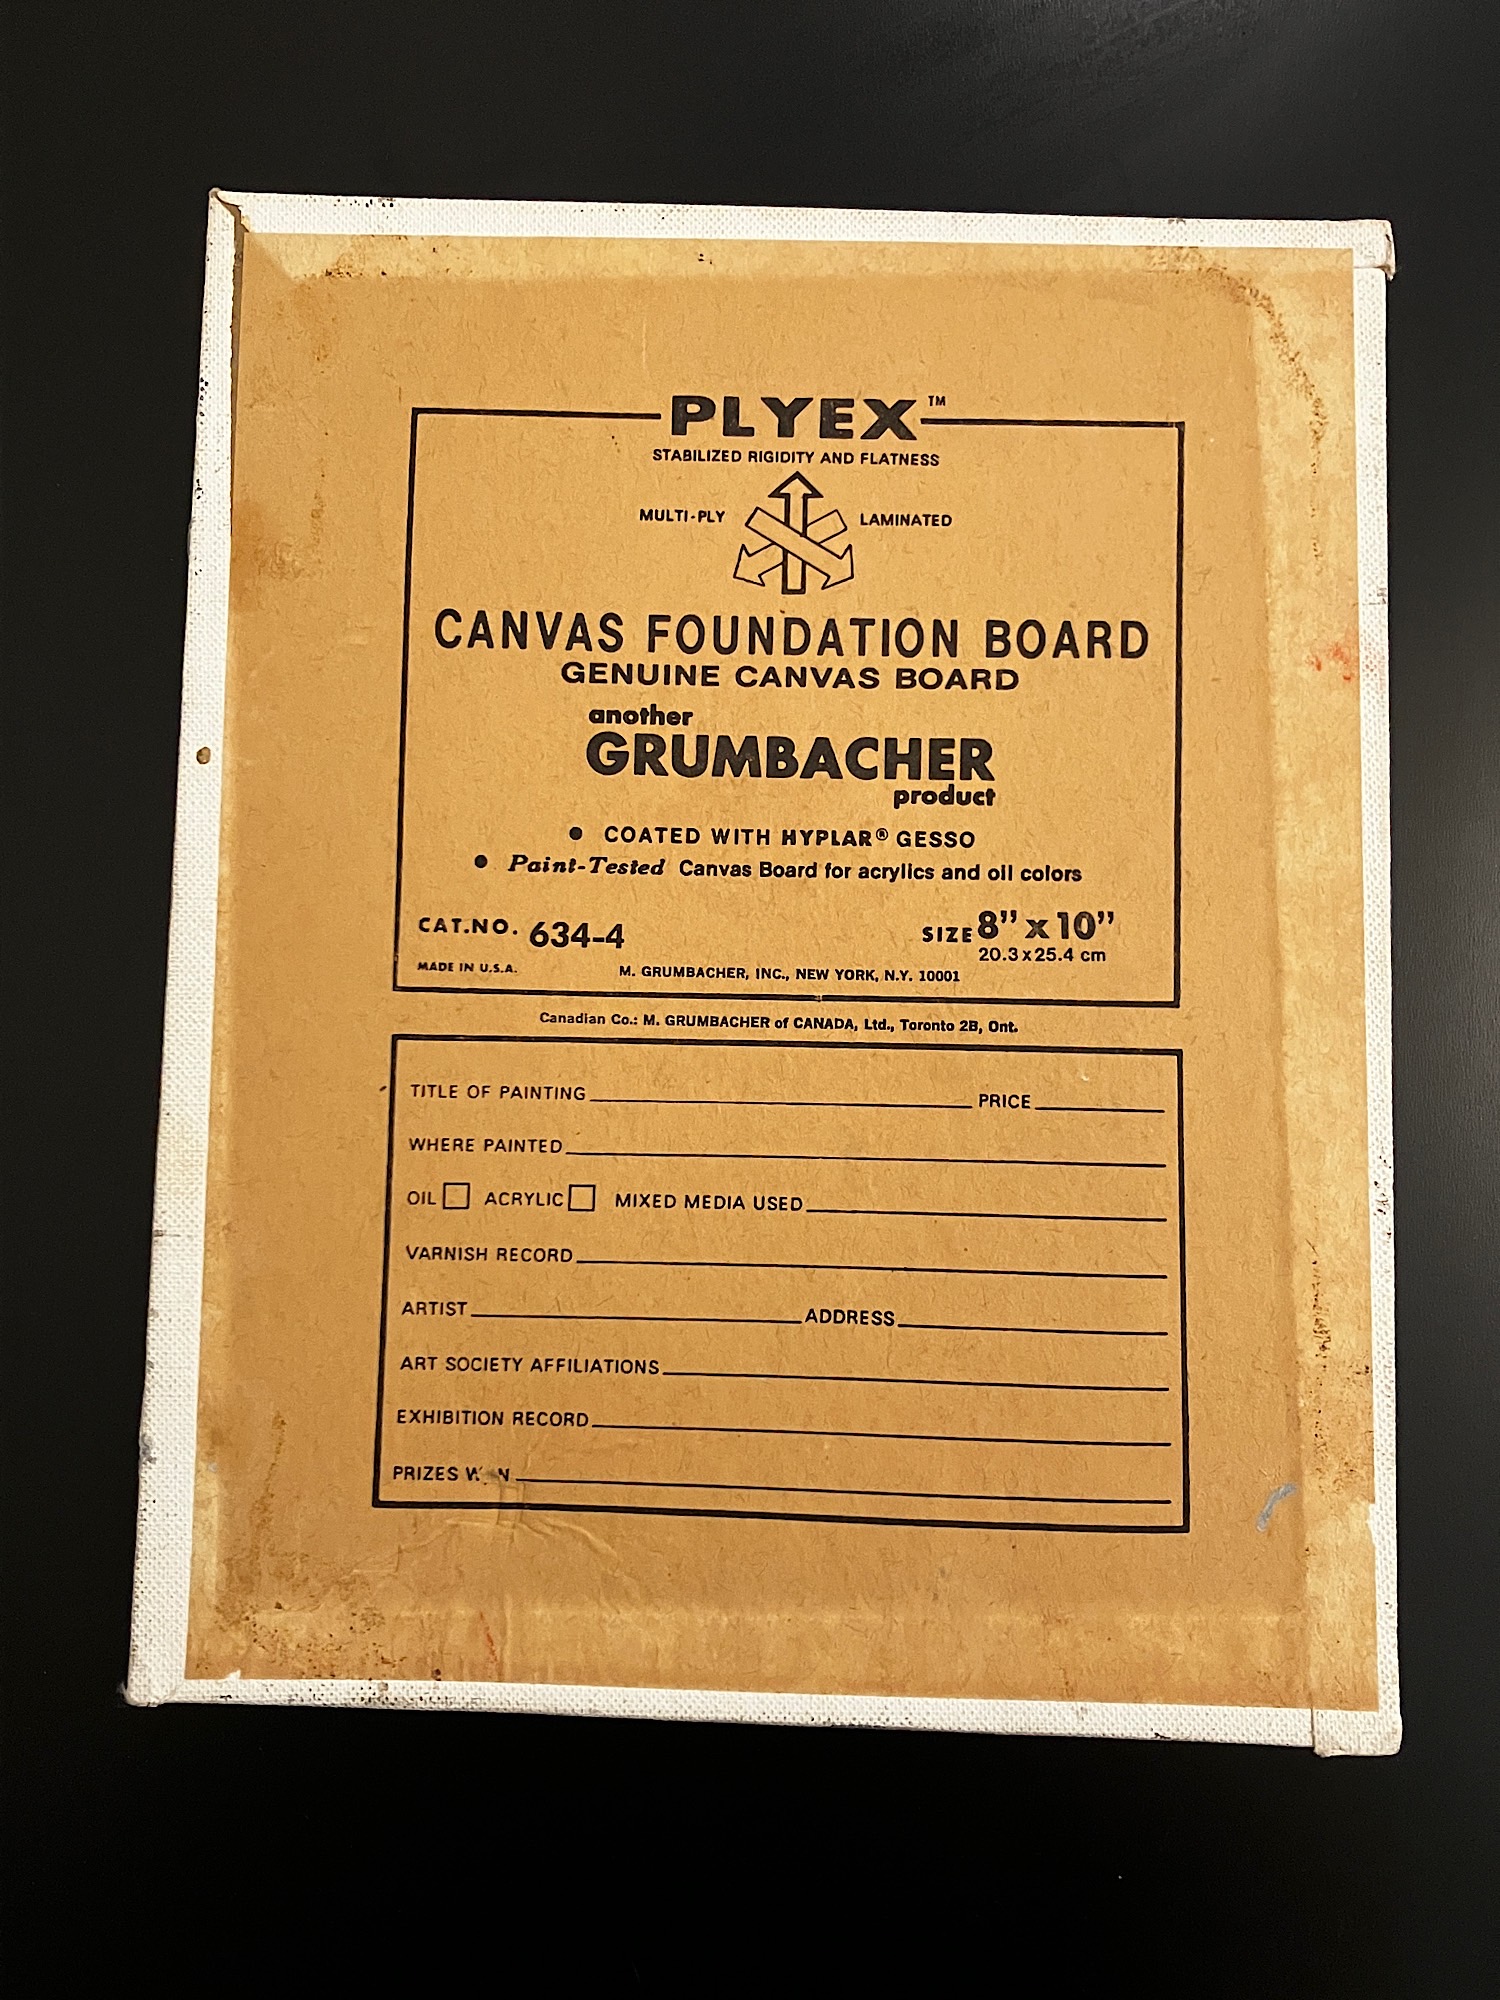 PLYEX™
STABILIZED RIGIDITY AND FLATNESS
MULTI-PLY LAMINATED
CANVAS FOUNDATION BOARD
GENUINE CANVAS BOARD
another
GRUMBACHER
product
• COATED WITH HYPLAR® GESSO
• Paint-Tested Canvas Board for acrylics and oil colors
CAT.NO. 634-4 SIZE 8” x 10”
20.3 x 25.4 cm
MADE IN U.S.A. M. GRUMBACHER, INC., NEW YORK, N.Y. 10001
Canadian Co.: M. GRUMBACHER of CANADA, Ltd., Toronto 2B, Ont.
TITLE OF PAINTING PRICE
WHERE PAINTED
OIL ACRYLIC MIXED MEDIA USED
VARNISH RECORD
ARTIST ADDRESS
ART SOCIETY AFFILIATIONS
EXHIBITION RECORD
PRIZES